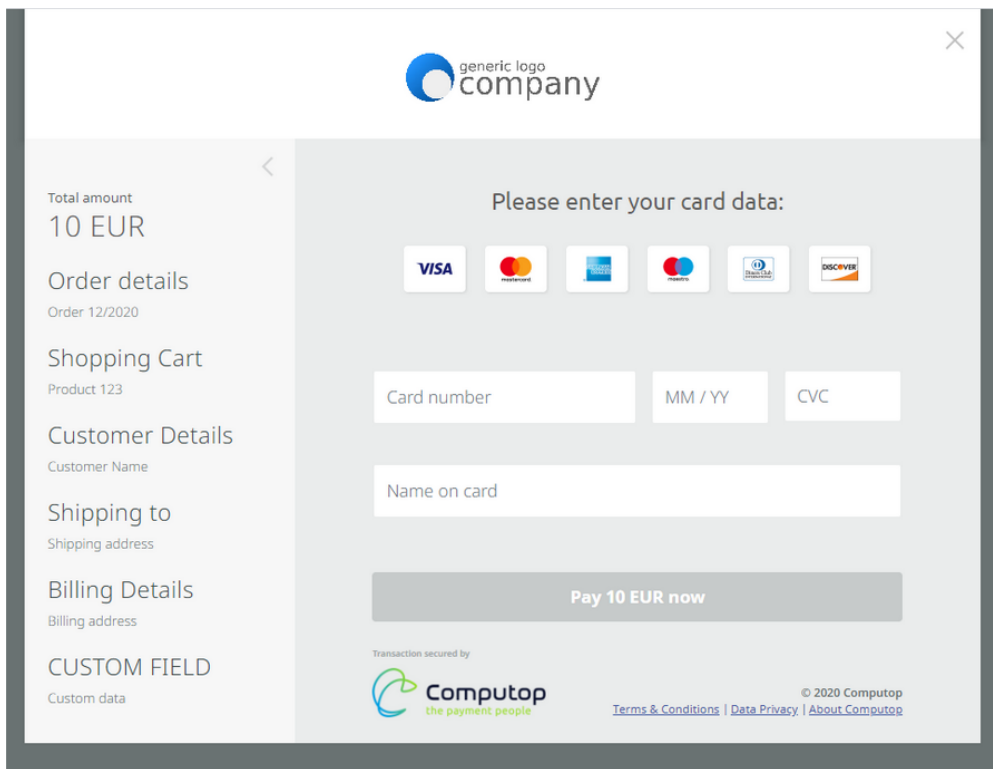 generic logo
company
Total amount
10 EUR
Order details
Order 12/2020
Shopping Cart
Product 123
Customer Details
Customer Name
Shipping to
Shipping address
Billing Details
Billing address
CUSTOM FIELD
Custom data
Please enter your card data:
VISA
mastercard
maestro
Diners Club
DISCOVER
Card number
MM / YY
CVC
Name on card
Pay 10 EUR now
Transaction secured by
Computop
the payment people
© 2020 Computop
Terms & Conditions | Data Privacy | About Computop